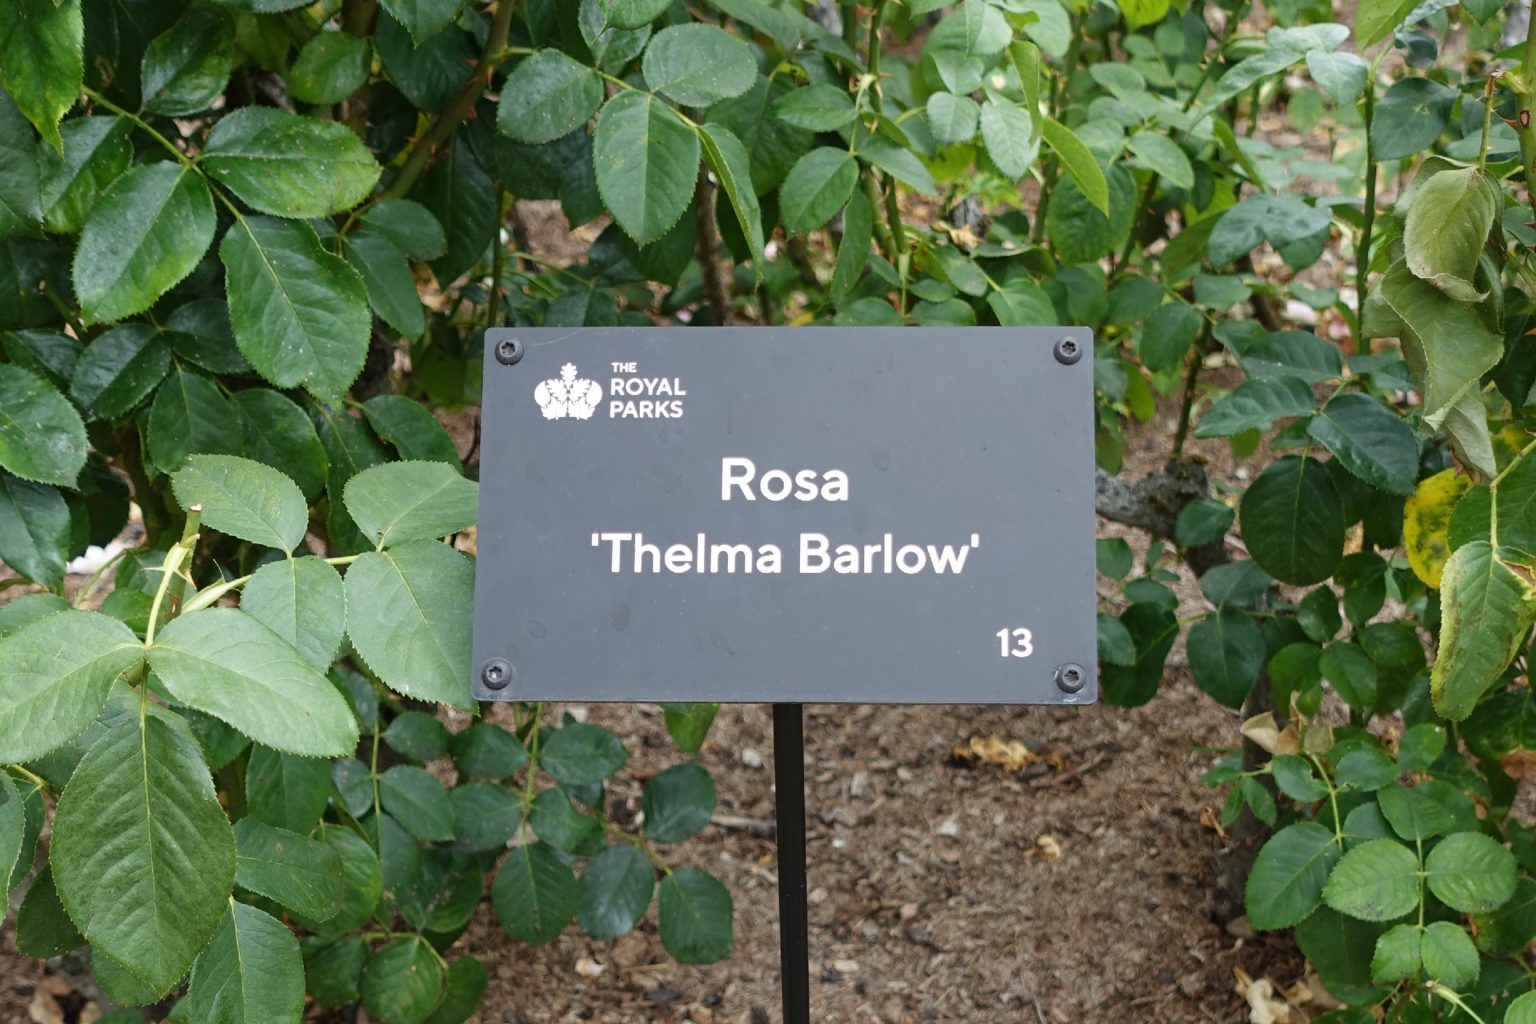 THE
ROYAL
PARKS
Rosa
'Thelma Barlow'
13